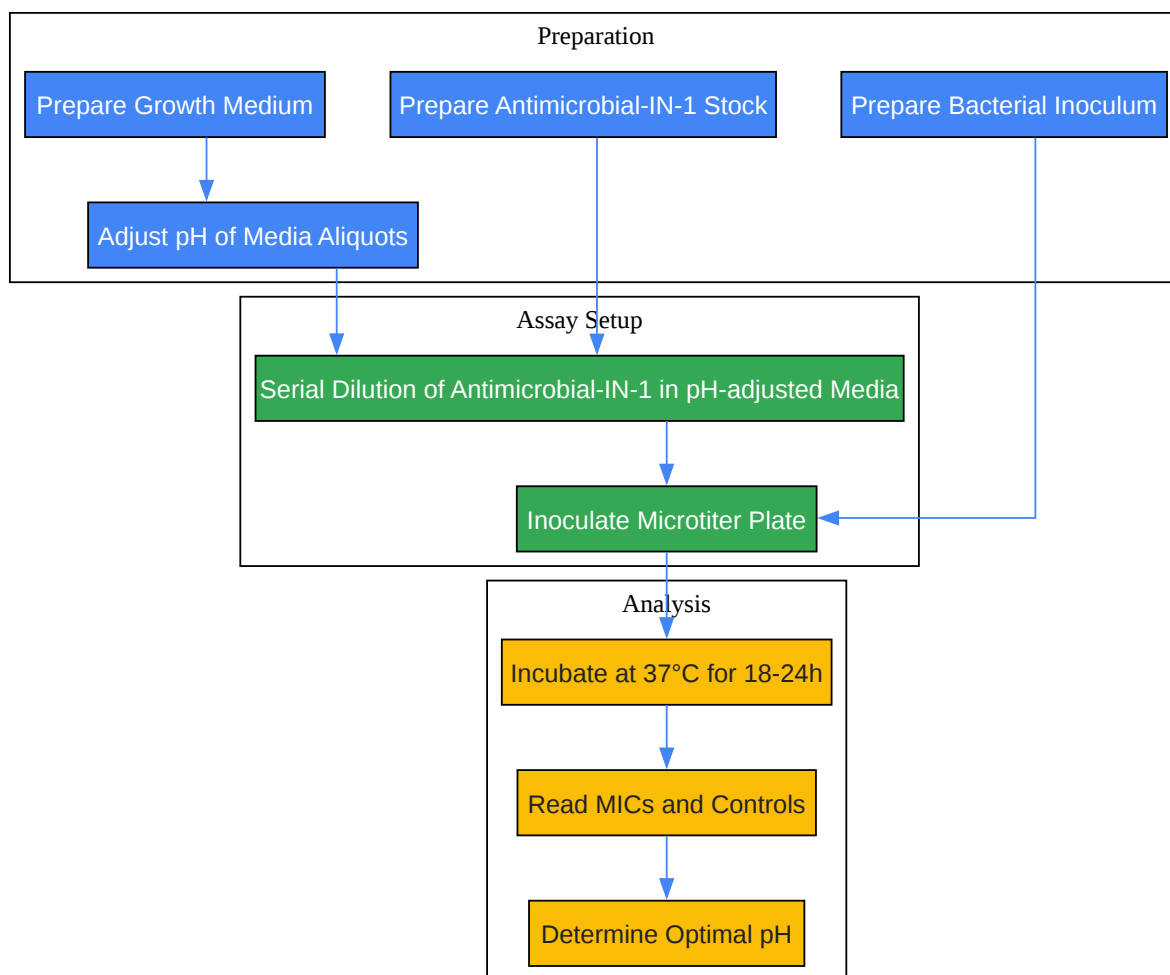 Preparation
Prepare Growth Medium
Prepare Antimicrobial-IN-1 Stock
Prepare Bacterial Inoculum
Adjust pH of Media Aliquots
Assay Setup
Serial Dilution of Antimicrobial-IN-1 in pH-adjusted Media
Inoculate Microtiter Plate
Analysis
Incubate at 37°C for 18-24h
Read MICs and Controls
Determine Optimal pH